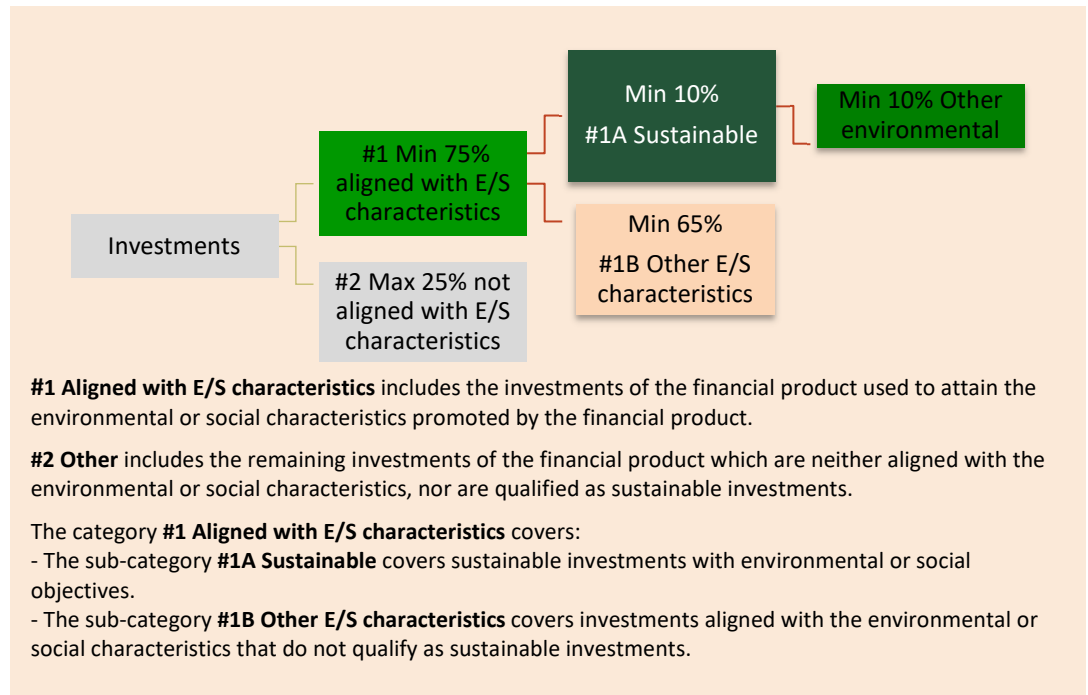 Min 10%
#1A Sustainable
Min 10% Other
environmental
#1 Min 75%
aligned with E/S
characteristics
Min 65%
#1B Other E/S
characteristics
Investments
#2 Max 25% not
aligned with E/S
characteristics
#1 Aligned with E/S characteristics includes the investments of the financial product used to attain the
environmental or social characteristics promoted by the financial product.
#2 Other includes the remaining investments of the financial product which are neither aligned with the
environmental or social characteristics, nor are qualified as sustainable investments.
The category #1 Aligned with E/S characteristics covers:
- The sub-category #1A Sustainable covers sustainable investments with environmental or social
objectives.
- The sub-category #1B Other E/S characteristics covers investments aligned with the environmental or
social characteristics that do not qualify as sustainable investments.